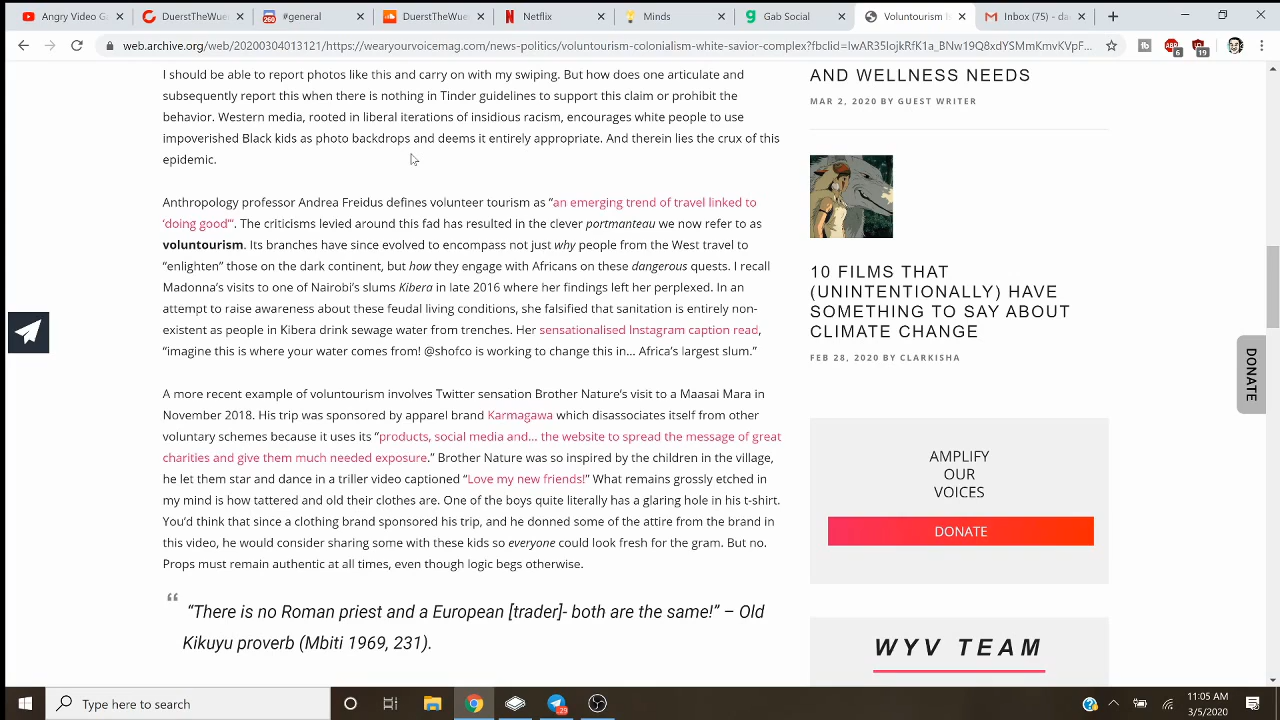 Angry Video G
DuerstTheWue
#general
DuerstTheWue
Netflix
Minds
Gab Social
Voluntourism
Inbox (75) - da
web.archive.org/web/20200304013121/https://wearyourvoicemag.com/news-politics/voluntourism-colonialism-white-savior-complex?fbclid=
I should be able to report photos like this and carry on with my swiping. But how does one articulate and
subsequently report this when there is nothing in Tinder guidelines to support this claim or prohibit the
behavior. Western media, rooted in liberal iterations of insidious racism, encourages white people to use
impoverished Black kids as photo backdrops and deems it entirely appropriate. And therein lies the crux of this
epidemic.
Anthropology professor Andrea Freidus defines volunteer tourism as “an emerging trend of travel linked to
‘doing good’”. The criticisms levied around this fad has resulted in the clever portmanteau we now refer to as
voluntourism. Its branches have since evolved to encompass not just why people from the West travel to
“enlighten” those on the dark continent, but how they engage with Africans on these dangerous quests. I recall
Madonna’s visits to one of Nairobi’s slums Kibera in late 2016 where her findings left her perplexed. In an
attempt to raise awareness about these feudal living conditions, she falsified that sanitation is entirely non-
existent as people in Kibera drink sewage water from trenches. Her sensationalised Instagram caption read,
“imagine this is where your water comes from! @shofco is working to change this in… Africa’s largest slum.”
A more recent example of voluntourism involves Twitter sensation Brother Nature’s visit to a Maasai Mara in
November 2018. His trip was sponsored by apparel brand Karmagawa which disassociates itself from other
voluntary schemes because it uses its “products, social media and… the website to spread the message of great
charities and give them much needed exposure.” Brother Nature was so inspired by the children in the village,
he let them star and dance in a triller video captioned “Love my new friends!” What remains grossly etched in
my mind is how tattered and old their clothes are. One of the boys quite literally has a glaring hole in his t-shirt.
You’d think that since a clothing brand sponsored his trip, and he donned some of the attire from the brand in
this video, he’d consider sharing some with these kids so everyone could look fresh for the gram. But no.
Props must remain authentic at all times, even though logic begs otherwise.
“There is no Roman priest and a European [trader]- both are the same!” – Old
Kikuyu proverb (Mbiti 1969, 231).
AND WELLNESS NEEDS
MAR 2, 2020 BY GUEST WRITER
10 FILMS THAT
(UNINTENTIONALLY) HAVE
SOMETHING TO SAY ABOUT
CLIMATE CHANGE
FEB 28, 2020 BY CLARKISHA
AMPLIFY
OUR
VOICES
DONATE
WYV TEAM
DONATE
Type here to search
11:05 AM
3/5/2020